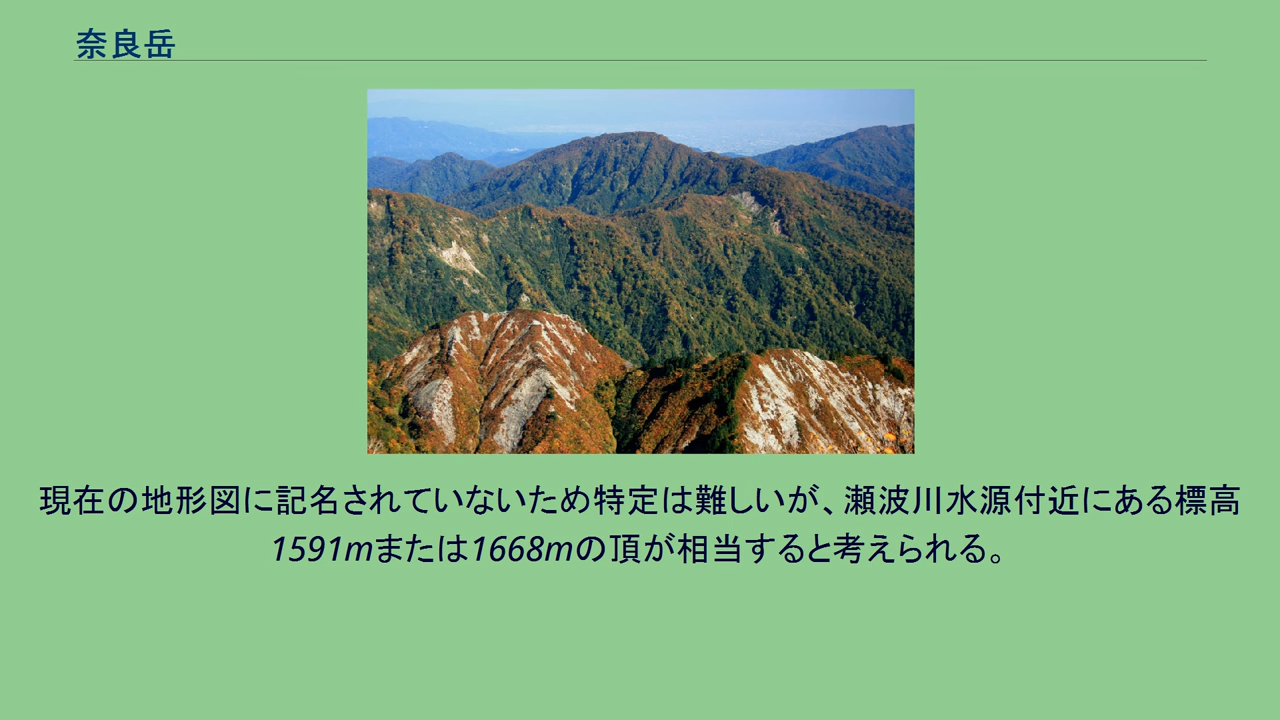 奈良岳
現在の地形図に記名されていないため特定は難しいが、瀬波川水源付近にある標高
1591mまたは1668mの頂が相当すると考えられる。